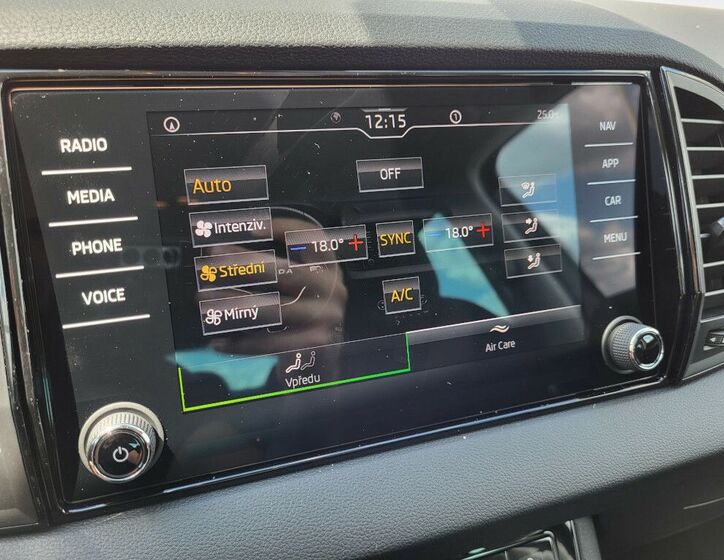 RADIO
MEDIA
PHONE
VOICE
12:15
1
Auto
OFF
Intenziv.
Střední
Mírný
18.0°
SYNC
18.0°
A/C
Vpředu
Air Care
NAV
APP
CAR
MENU